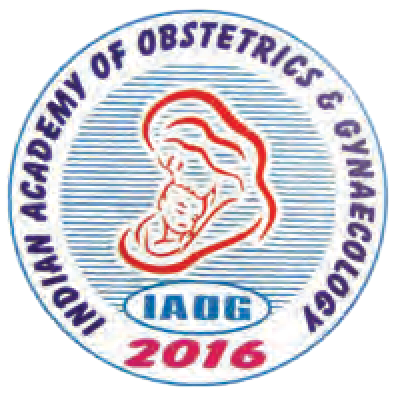 INDIAN ACADEMY OF OBSTETRICS & GYNAECOLOGY
IAOG
2016